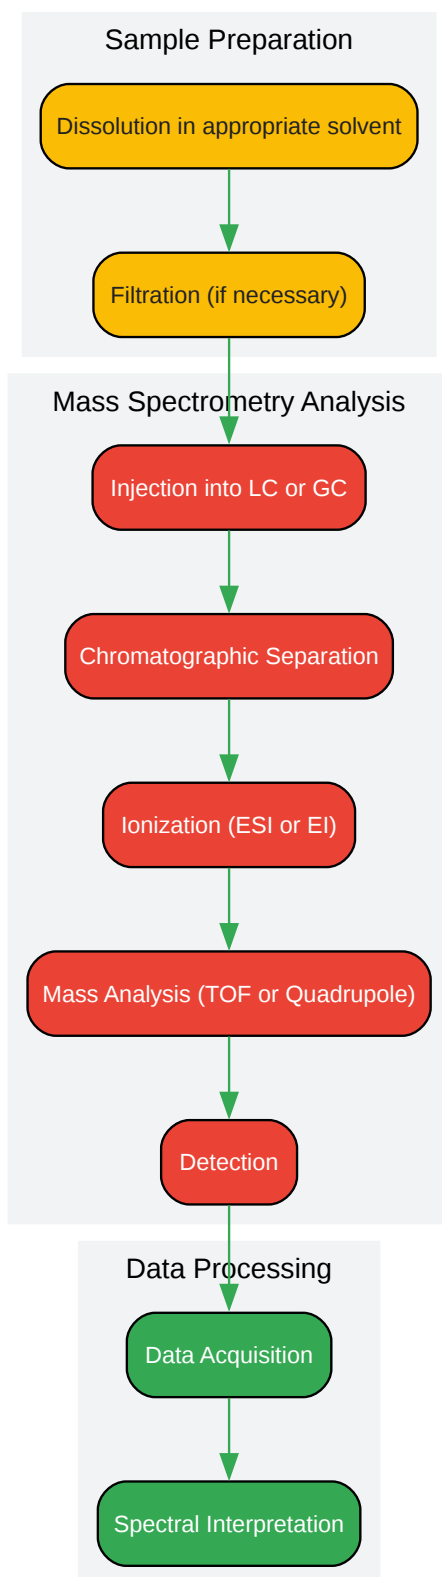 Sample Preparation
Dissolution in appropriate solvent
Filtration (if necessary)
Mass Spectrometry Analysis
Injection into LC or GC
Chromatographic Separation
Ionization (ESI or EI)
Mass Analysis (TOF or Quadrupole)
Detection
Data Processing
Data Acquisition
Spectral Interpretation